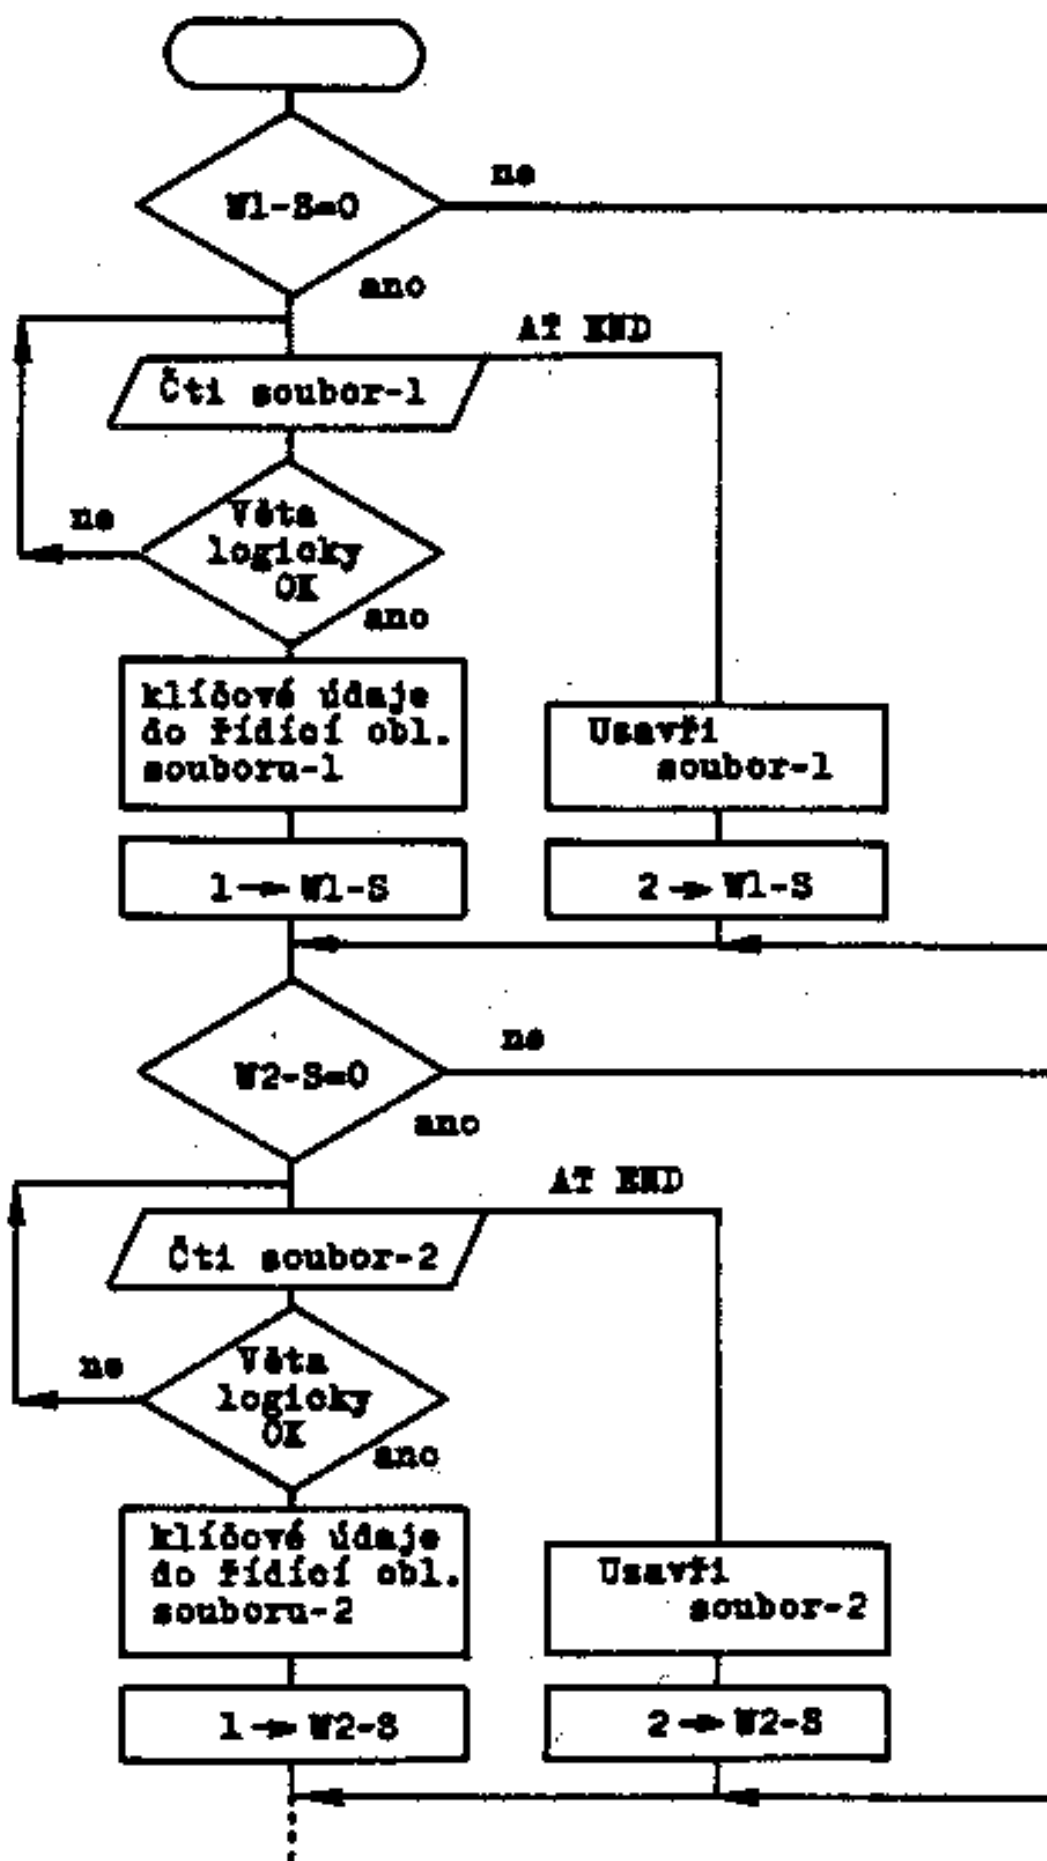 W1-S=0
ne
ano
AT END
Čti soubor-1
ne
Věta
logicky
OK
ano
klíčové údaje
do řídící obl.
souboru-1
Uzavři
soubor-1
1 → W1-S
2 → W1-S
W2-S=0
ne
ano
AT END
Čti soubor-2
ne
Věta
logicky
OK
ano
klíčové údaje
do řídící obl.
souboru-2
Uzavři
soubor-2
1 → W2-S
2 → W2-S